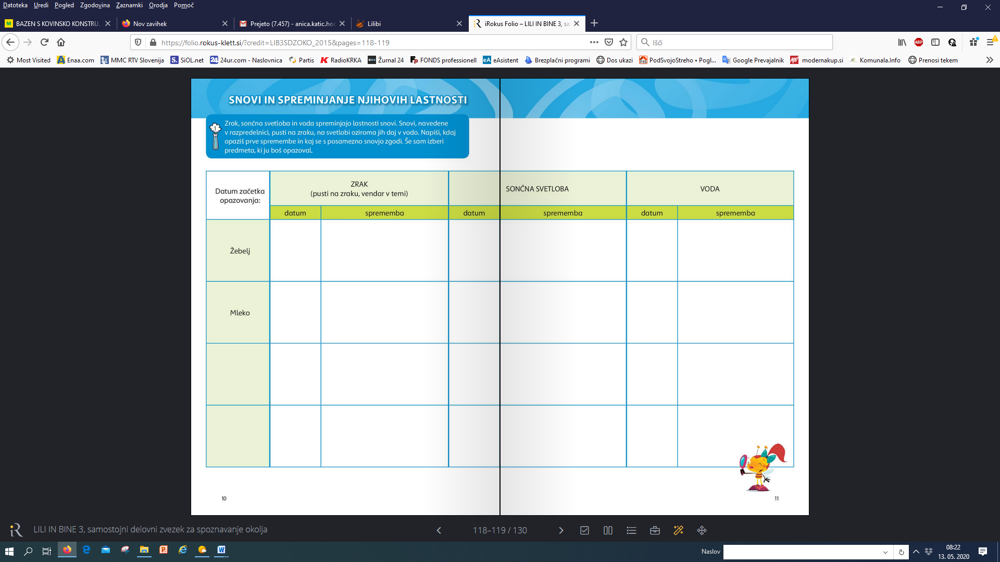 Datoteka Uredi Pogled Zgodovina Zaznamki Orodja Pomoč
BAZEN S KOVINSKO KONSTRU Nov zavihek Prejeto (7.457) - anica.katic.hoc Lilibi iRokus Folio – LILI IN BINE 3, sa
https://folio.rokus-klett.si/?credit=LIB3SDZOKO_2015&pages=118-119 Išči ABP
Most Visited Enaa.com MMC RTV Slovenija SiOL.net 24ur.com - Naslovnica Partis RadioKRKA Žurnal 24 FONDS professionell eAsistent Brezplačni programi Dos ukazi PodSvojoStreho • Pogl... Google Prevajalnik modernakup.si Komunala.Info Prenosi tekem
SNOVI IN SPREMINJANJE NJIHOVIH LASTNOSTI
1
Zrak, sončna svetloba in voda spreminjajo lastnosti snovi. Snovi, navedene
v razpredelnici, pusti na zraku, na svetlobi oziroma jih daj v vodo. Napiši, kdaj
opaziš prve spremembe in kaj se s posamezno snovjo zgodi. Še sam izberi
predmeta, ki ju boš opazoval.
Datum začetka
opazovanja:
ZRAK
(pusti na zraku, vendar v temi)
SONČNA SVETLOBA
VODA
datum sprememba datum sprememba datum sprememba
Žebelj
Mleko
10 11
LILI IN BINE 3, samostojni delovni zvezek za spoznavanje okolja 118–119 / 130
Naslov
08:22
13. 05. 2020